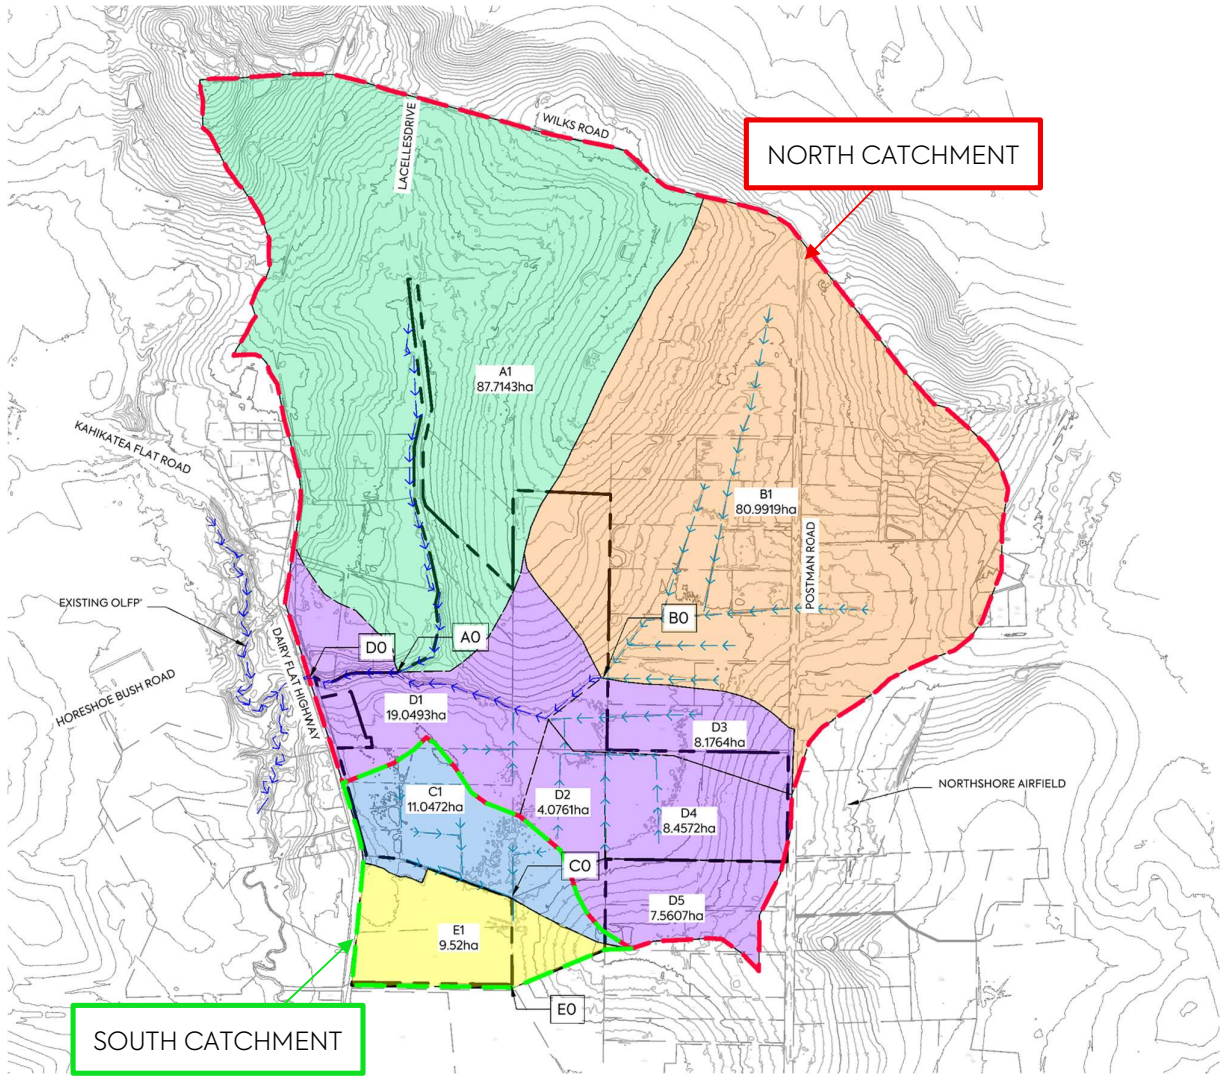 LACELLESDRIVE
WILKS ROAD
NORTH CATCHMENT
A1
87.7143ha
KAHIKATEA FLAT ROAD
B1
80.9919ha
POSTMAN ROAD
EXISTING OLFP'
B0
A0
D0
DAIRY FLAT HIGHWAY
HORESHOE BUSH ROAD
D1
19.0493ha
D3
8.1764ha
NORTHSHORE AIRFIELD
C1
11.0472ha
D2
4.0761ha
D4
8.4572ha
C0
D5
7.5607ha
E1
9.52ha
E0
SOUTH CATCHMENT